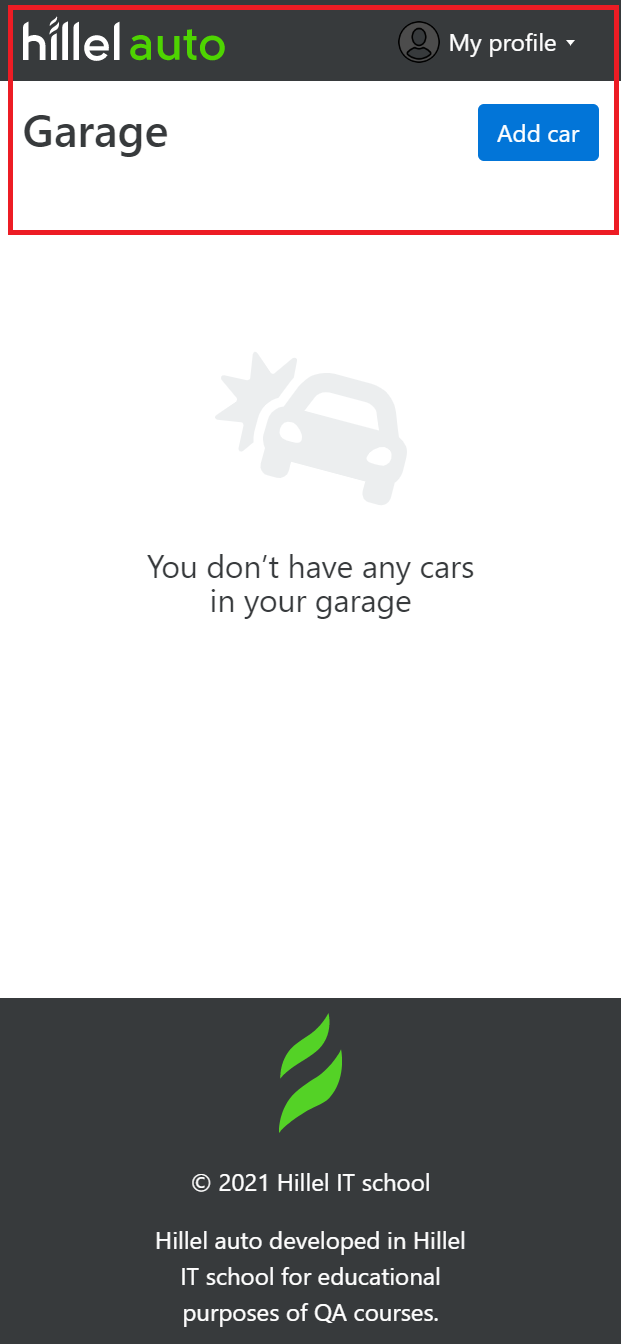 hillel auto
My profile
Garage
Add car
You don’t have any cars
in your garage
© 2021 Hillel IT school
Hillel auto developed in Hillel
IT school for educational
purposes of QA courses.